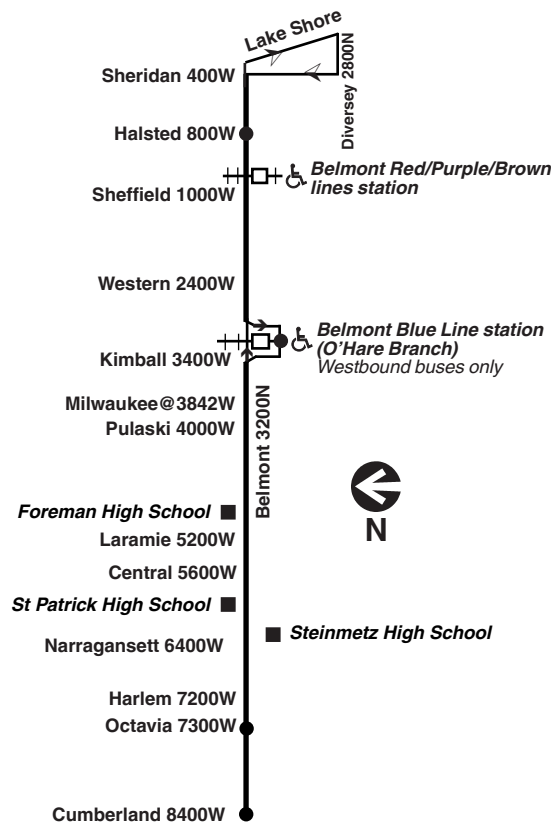 Lake Shore
Diversey 2800N
Sheridan 400W
Halsted 800W
Belmont Red/Purple/Brown
lines station
Sheffield 1000W
Western 2400W
Belmont Blue Line station
(O'Hare Branch)
Westbound buses only
Kimball 3400W
Milwaukee@3842W
Pulaski 4000W
Belmont 3200N
N
Foreman High School
Laramie 5200W
Central 5600W
St Patrick High School
Steinmetz High School
Narragansett 6400W
Harlem 7200W
Octavia 7300W
Cumberland 8400W